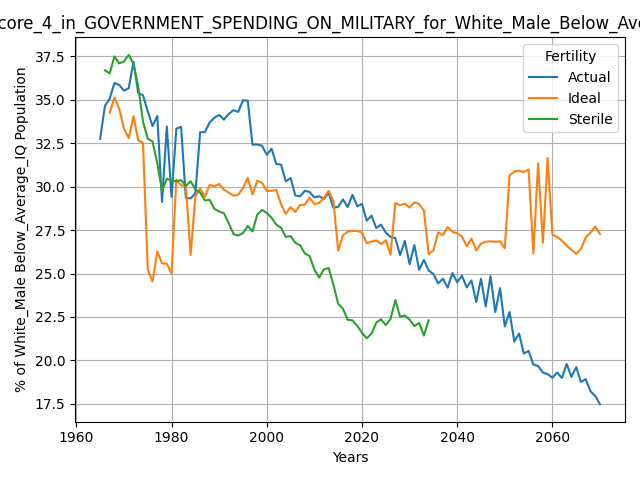 core_4_in_GOVERNMENT_SPENDING_ON_MILITARY_for_White_Male_Below_Ave
% of White_Male Below_Average_IQ Population
37.5
35.0
32.5
30.0
27.5
25.0
22.5
20.0
17.5
Fertility
Actual
Ideal
Sterile
1960
1980
2000
2020
2040
2060
Years